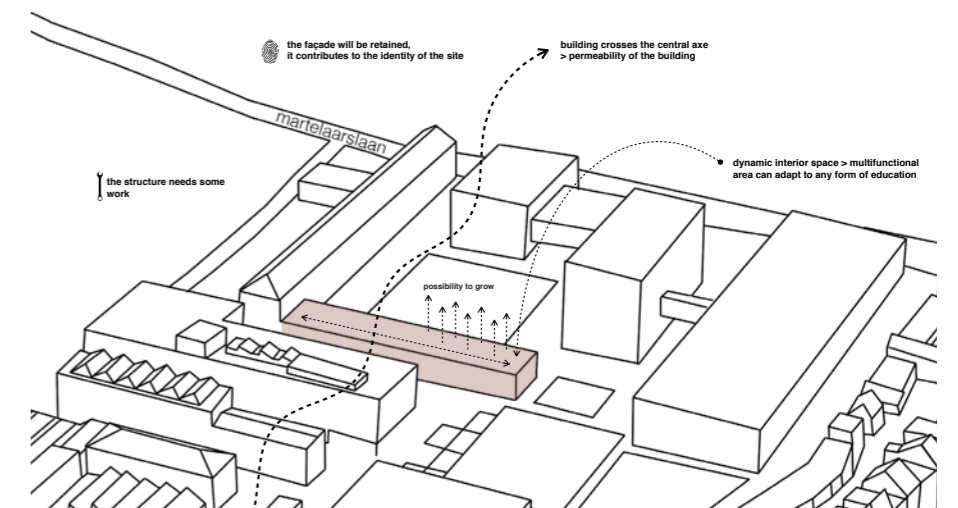 the façade will be retained,
it contributes to the identity of the site
building crosses the central axe
> permeability of the building
martelaarslaan
dynamic interior space > multifunctional
area can adapt to any form of education
the structure needs some
work
possibility to grow